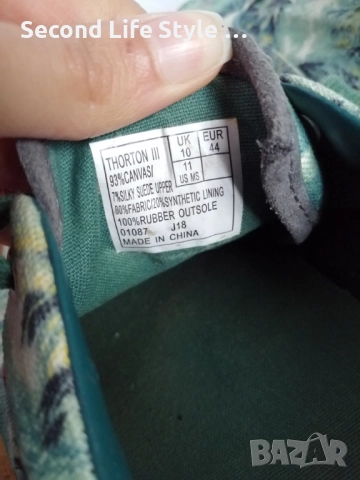 Second Life Style ....
THORTON III
93%CANVAS/
7%SILKY SUEDE UPPER
80%FABRIC/20%SYNTHETIC LINING
100%RUBBER OUTSOLE
01087 J18
MADE IN CHINA
UK EUR
10 44
US MS
11
BAZAR